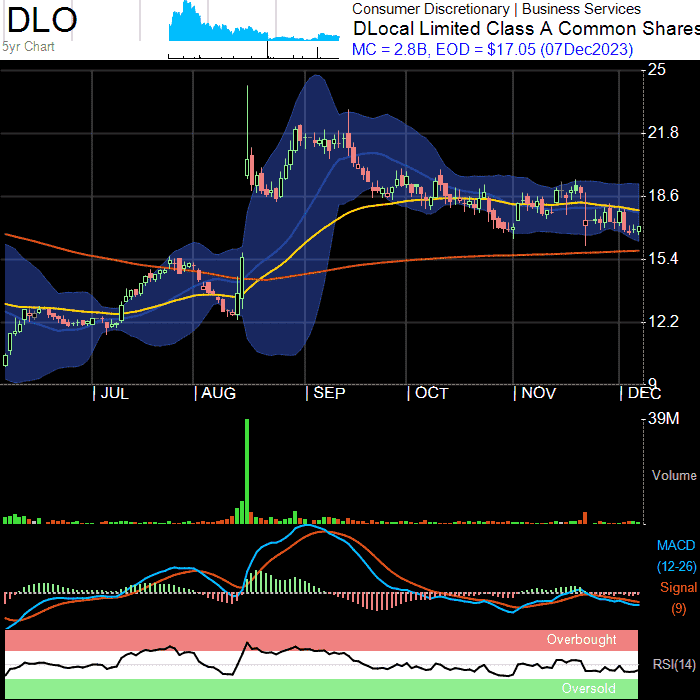 DLO
5yr Chart
Consumer Discretionary | Business Services
DLocal Limited Class A Common Shares
MC = 2.8B, EOD = $17.05 (07Dec2023)
25
21.8
18.6
15.4
12.2
9
JUL
AUG
SEP
OCT
NOV
DEC
39M
Volume
MACD
(12-26)
Signal
(9)
Overbought
RSI(14)
Oversold